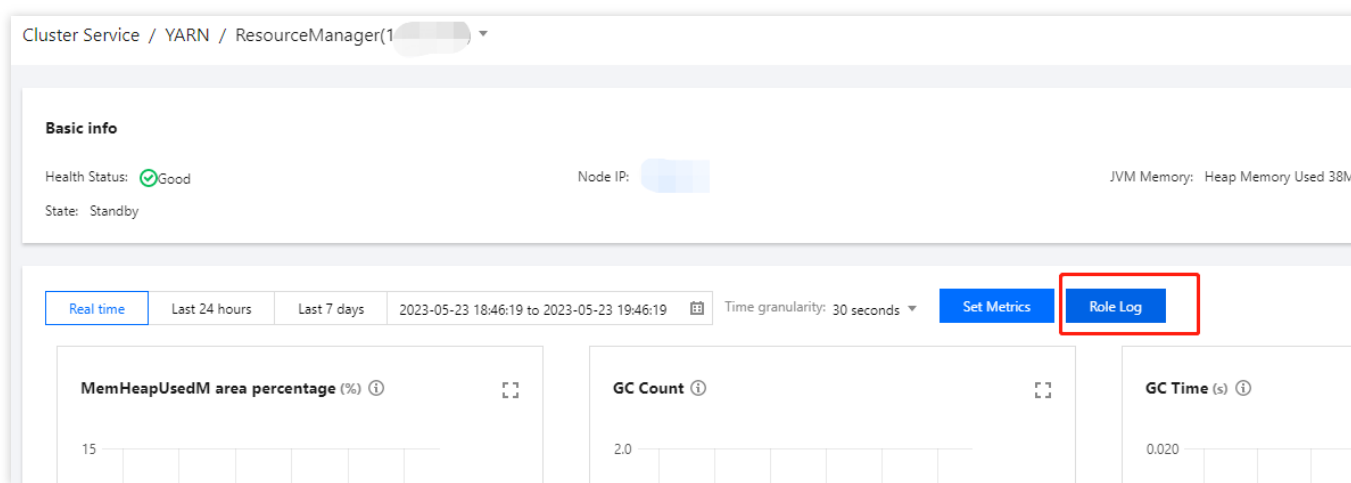 Cluster Service / YARN / ResourceManager(1
Basic info
Health Status: Good
Node IP:
JVM Memory: Heap Memory Used 38M
State: Standby
Real time
Last 24 hours
Last 7 days
2023-05-23 18:46:19 to 2023-05-23 19:46:19
Time granularity: 30 seconds
Set Metrics
Role Log
MemHeapUsedM area percentage (%)
GC Count
GC Time (s)
15
2.0
0.020